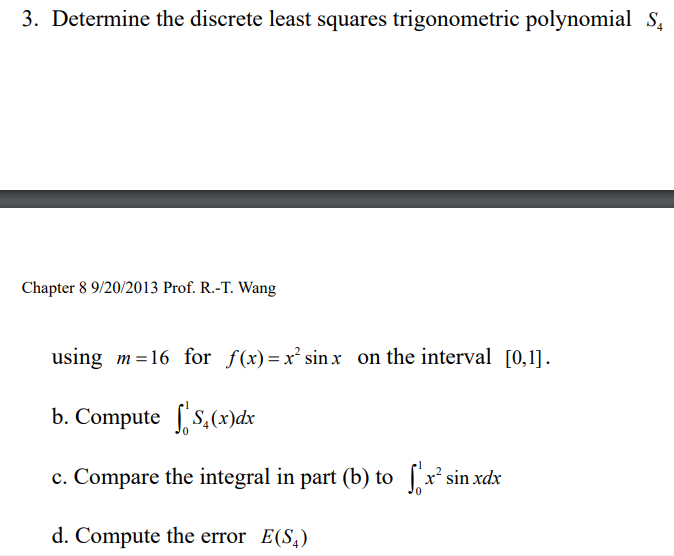 3. Determine the discrete least squares trigonometric polynomial S₄
Chapter 8 9/20/2013 Prof. R.-T. Wang
using m = 16 for f(x) = x² sin x on the interval [0,1].
b. Compute ∫₀¹ S₄(x)dx
c. Compare the integral in part (b) to ∫₀¹ x² sin xdx
d. Compute the error E(S₄)